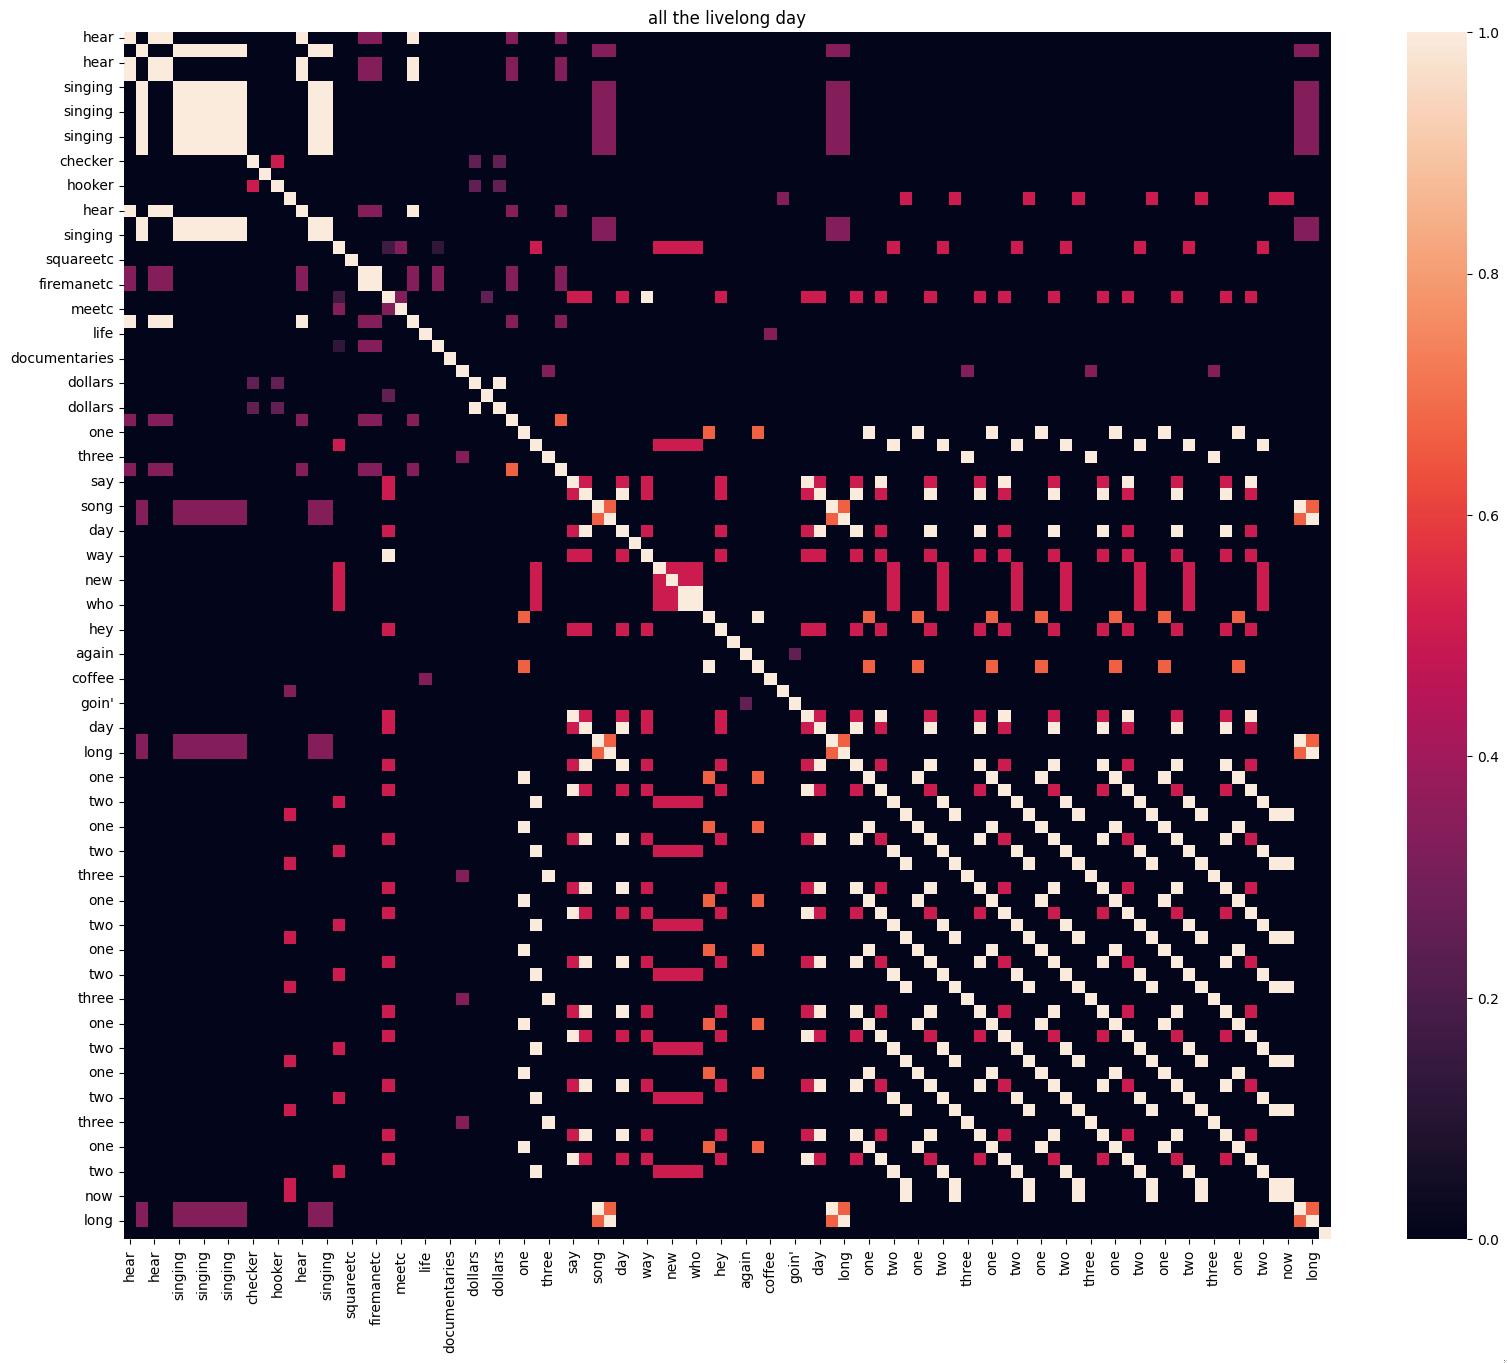 all the livelong day
hear
hear
singing
singing
singing
checker
hooker
hear
singing
squareetc
firemanetc
meetc
life
documentaries
dollars
dollars
one
three
say
song
day
way
new
who
hey
again
coffee
goin'
day
long
one
two
one
two
three
one
two
one
two
three
one
two
one
two
three
one
two
now
long
hear
hear
singing
singing
singing
checker
hooker
hear
singing
squareetc
firemanetc
meetc
life
documentaries
dollars
dollars
one
three
say
song
day
way
new
who
hey
again
coffee
goin'
day
long
one
two
one
two
three
one
two
one
two
three
one
two
three
one
two
now
long
1.0
0.8
0.6
0.4
0.2
0.0